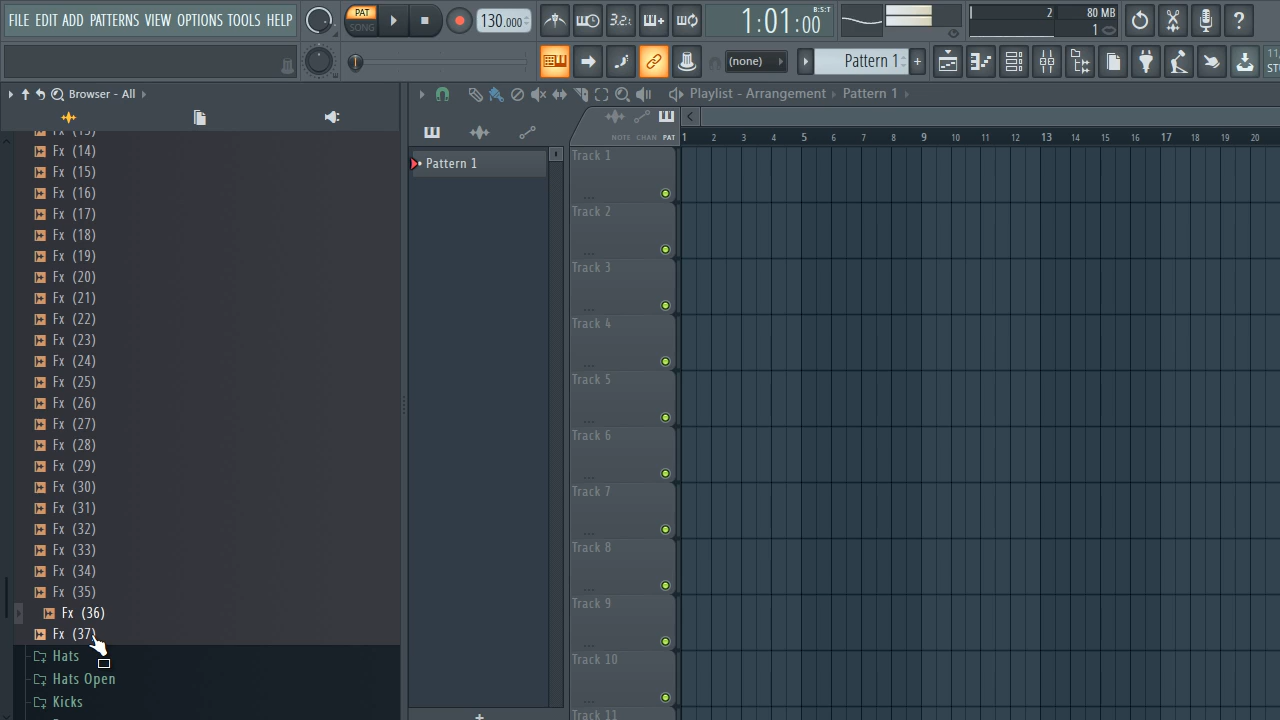 FILE EDIT ADD PATTERNS VIEW OPTIONS TOOLS HELP
PAT
SONG
130.000
3.2.
1:01:00
B:S:T
2
80 MB
1
(none)
Pattern 1
+
Browser - All
Playlist - Arrangement
Pattern 1
NOTE CHAN PAT
1 2 3 4 5 6 7 8 9 10 11 12 13 14 15 16 17 18 19 20
Pattern 1
Fx (14)
Fx (15)
Fx (16)
Fx (17)
Fx (18)
Fx (19)
Fx (20)
Fx (21)
Fx (22)
Fx (23)
Fx (24)
Fx (25)
Fx (26)
Fx (27)
Fx (28)
Fx (29)
Fx (30)
Fx (31)
Fx (32)
Fx (33)
Fx (34)
Fx (35)
Fx (36)
Fx (37)
Hats
Hats Open
Kicks
Track 1
Track 2
Track 3
Track 4
Track 5
Track 6
Track 7
Track 8
Track 9
Track 10
Track 11